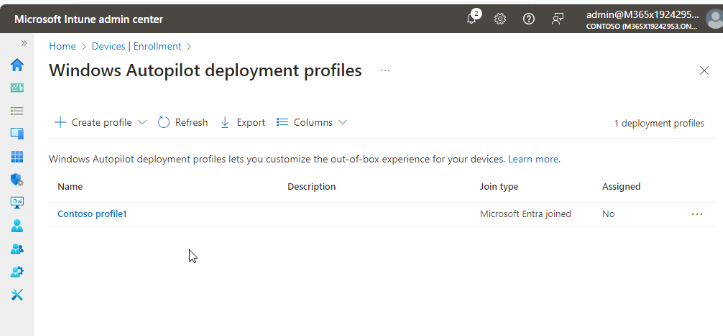 Microsoft Intune admin center
2
admin@M365x1924295...
CONTOSO (M365X19242953.ON...
Home > Devices | Enrollment >
Windows Autopilot deployment profiles ...
Create profile Refresh Export Columns 1 deployment profiles
Windows Autopilot deployment profiles lets you customize the out-of-box experience for your devices. Learn more.
Name Description Join type Assigned
Contoso profile1 Microsoft Entra joined No ...